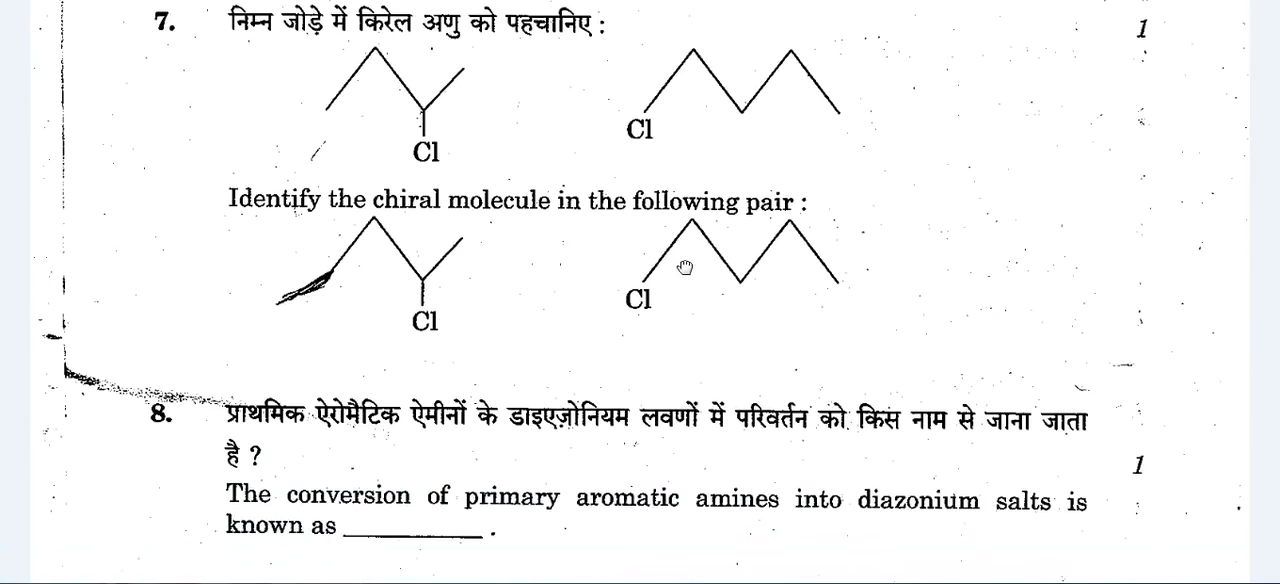 7. निम्न जोड़े में किरेल अणु को पहचानिए : 1
Cl Cl
Identify the chiral molecule in the following pair :
Cl Cl
8. प्राथमिक ऐरोमैटिक ऐमीनों के डाइएज़ोनियम लवणों में परिवर्तन को किस नाम से जाना जाता
है ? 1
The conversion of primary aromatic amines into diazonium salts is
known as __________ .